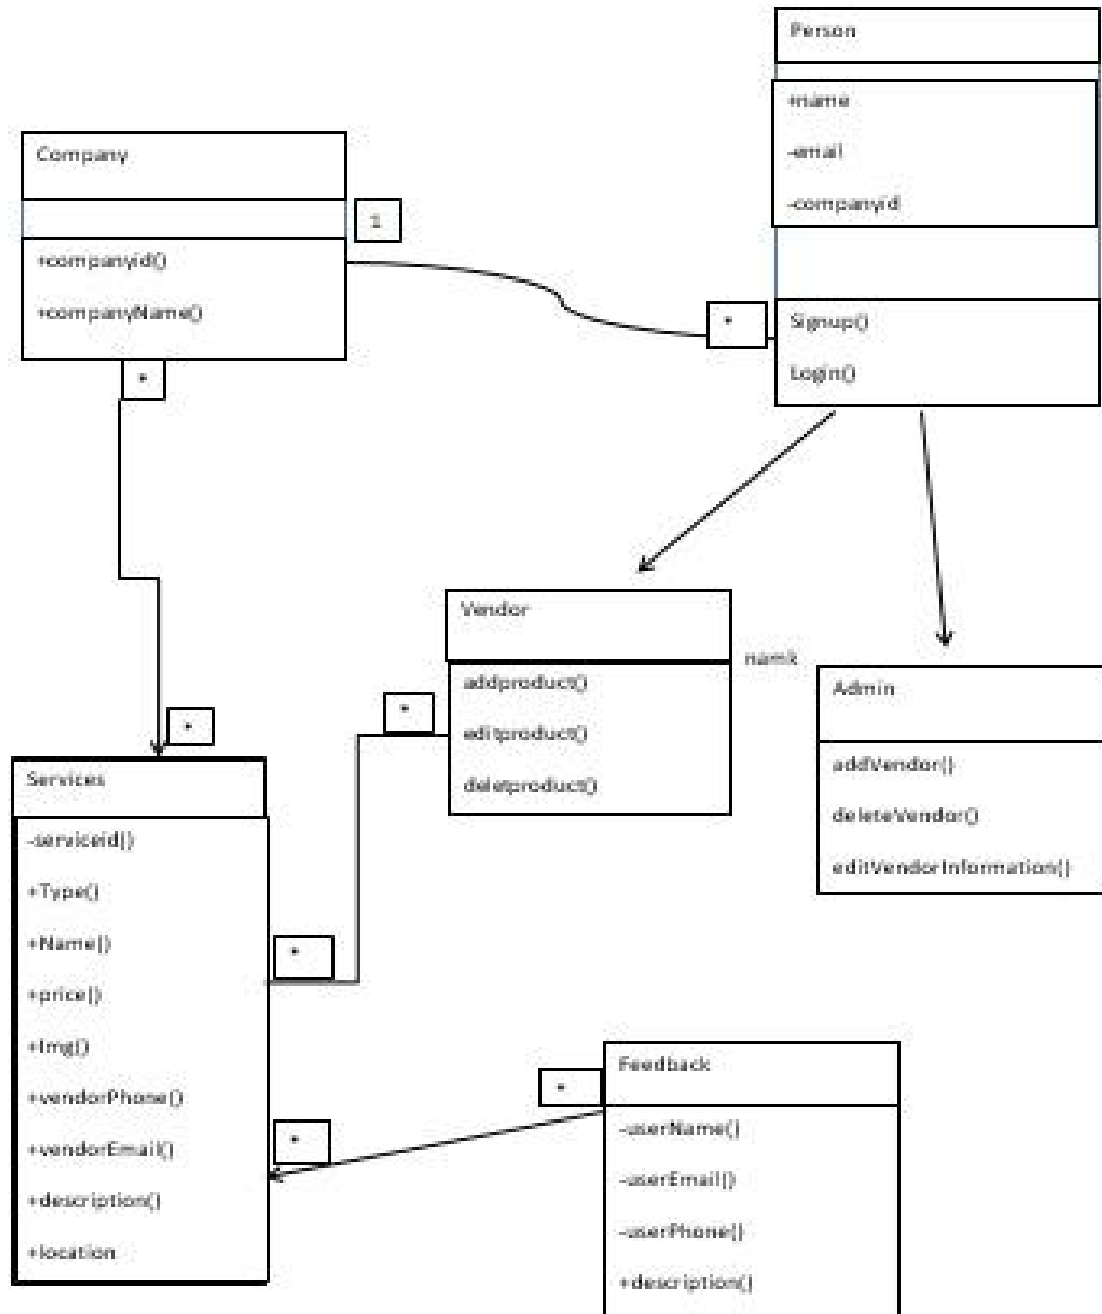 Person
+name
-email
-companyid
Company
1
+companyid()
+companyName()
*
*
Signup()
Login()
Vendor
addproduct()
editproduct()
deletproduct()
*
namk
Admin
addVendor()
deleteVendor()
editVendorInformation()
*
Services
-serviceid()
+Type()
+Name()
+price()
+Img()
+vendorPhone()
+vendorEmail()
+description()
+location
*
*
*
Feedback
-userName()
-userEmail()
-userPhone()
+description()